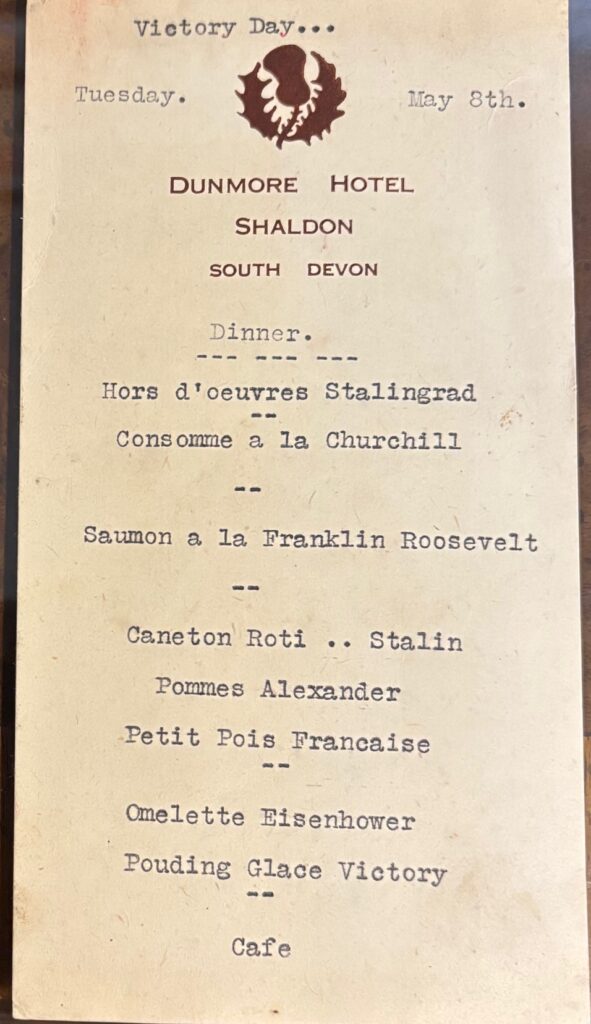 Victory Day...
Tuesday. May 8th.
DUNMORE HOTEL
SHALDON
SOUTH DEVON
Dinner.
--- --- ---
Hors d'oeuvres Stalingrad
--
Consomme a la Churchill
--
Saumon a la Franklin Roosevelt
--
Caneton Roti .. Stalin
Pommes Alexander
Petit Pois Francaise
--
Omelette Eisenhower
Pouding Glace Victory
--
Cafe